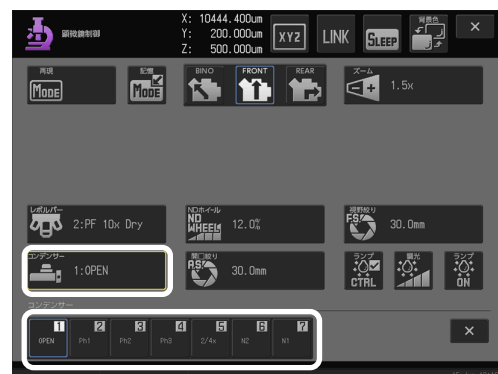 顕微鏡制御
X: 10444.400um
Y: 200.000um
Z: 500.000um
XYZ
LINK
SLEEP
背景色
再現
MODE
記憶
MODE
BINO
FRONT
REAR
ズーム
1.5x
レボルバー
2:PF 10x Dry
NDホイール
ND
WHEEL
12.0%
視野絞り
FS
30.0mm
コンデンサー
1:OPEN
開口絞り
AS
30.0mm
ランプ
CTRL
調光
ランプ
ON
コンデンサー
1
OPEN
2
Ph1
3
Ph2
4
Ph3
5
2/4x
6
N2
7
N1